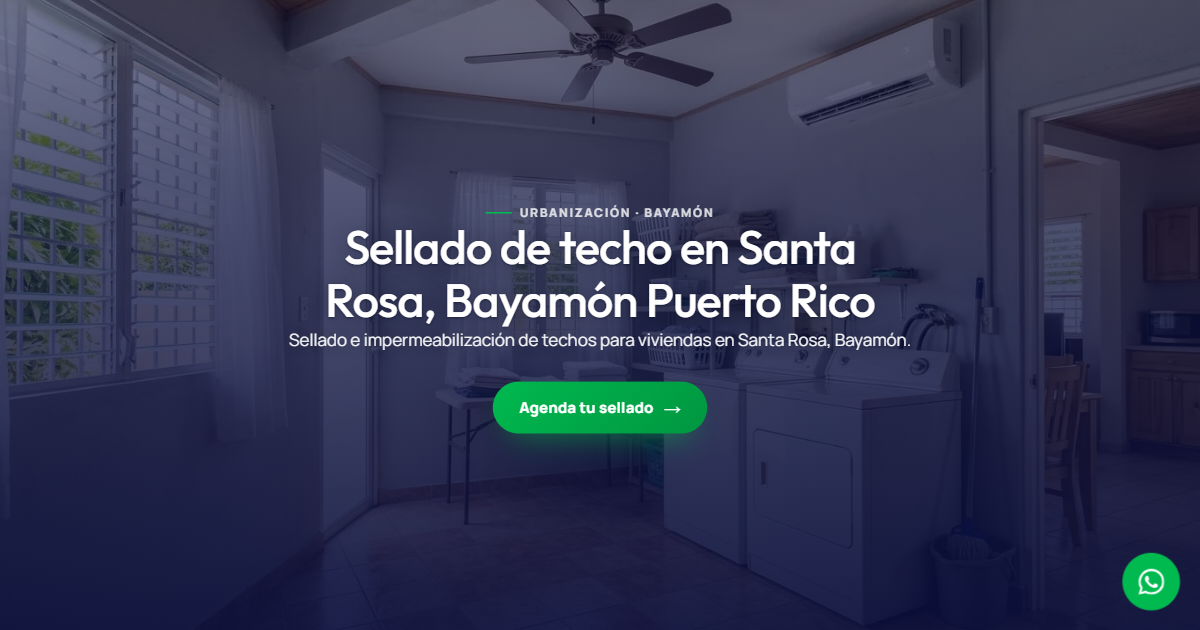 URBANIZACIÓN · BAYAMÓN
Sellado de techo en Santa
Rosa, Bayamón Puerto Rico
Sellado e impermeabilización de techos para viviendas en Santa Rosa, Bayamón.
Agenda tu sellado →